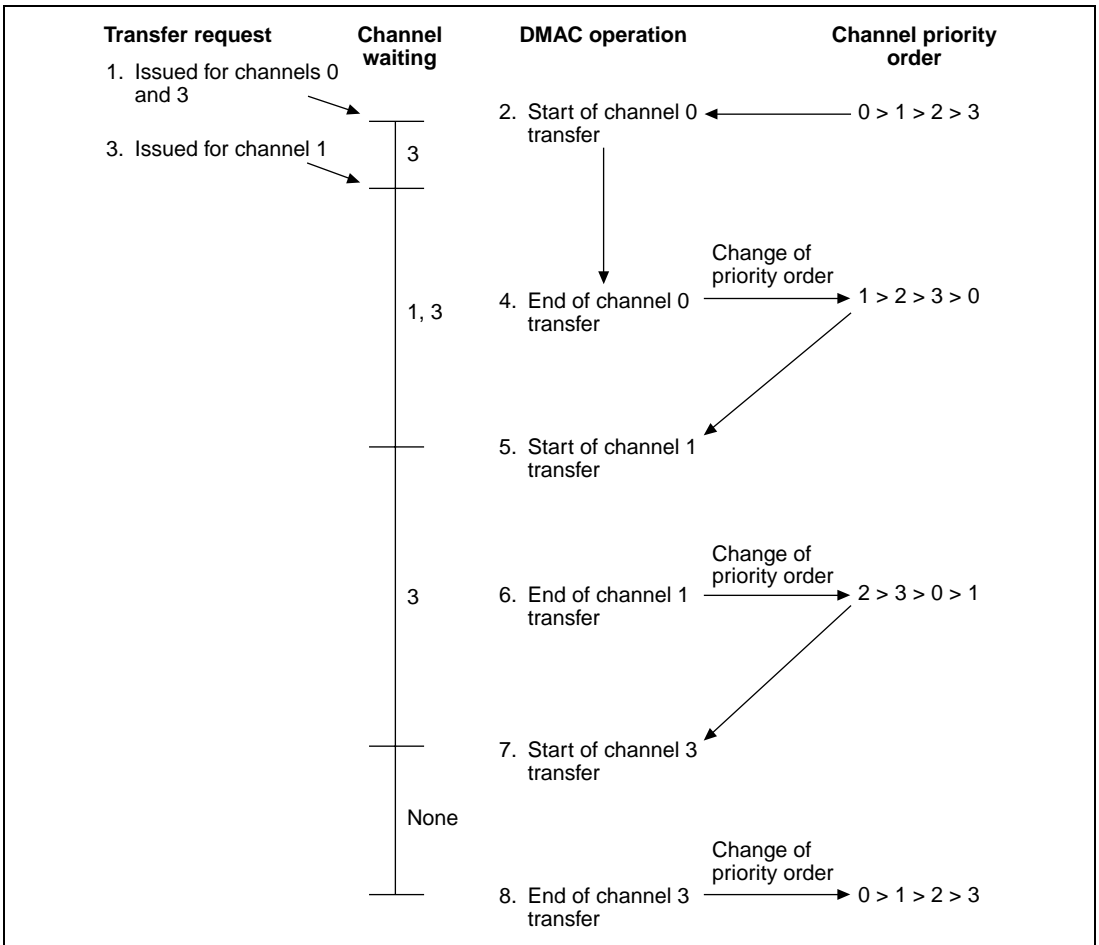 Transfer request
Channel
waiting
DMAC operation
Channel priority
order
1. Issued for channels 0
and 3
2. Start of channel 0
transfer
0 > 1 > 2 > 3
3. Issued for channel 1
3
Change of
priority order
4. End of channel 0
transfer
1 > 2 > 3 > 0
1, 3
5. Start of channel 1
transfer
Change of
priority order
3
6. End of channel 1
transfer
2 > 3 > 0 > 1
7. Start of channel 3
transfer
None
Change of
priority order
8. End of channel 3
transfer
0 > 1 > 2 > 3